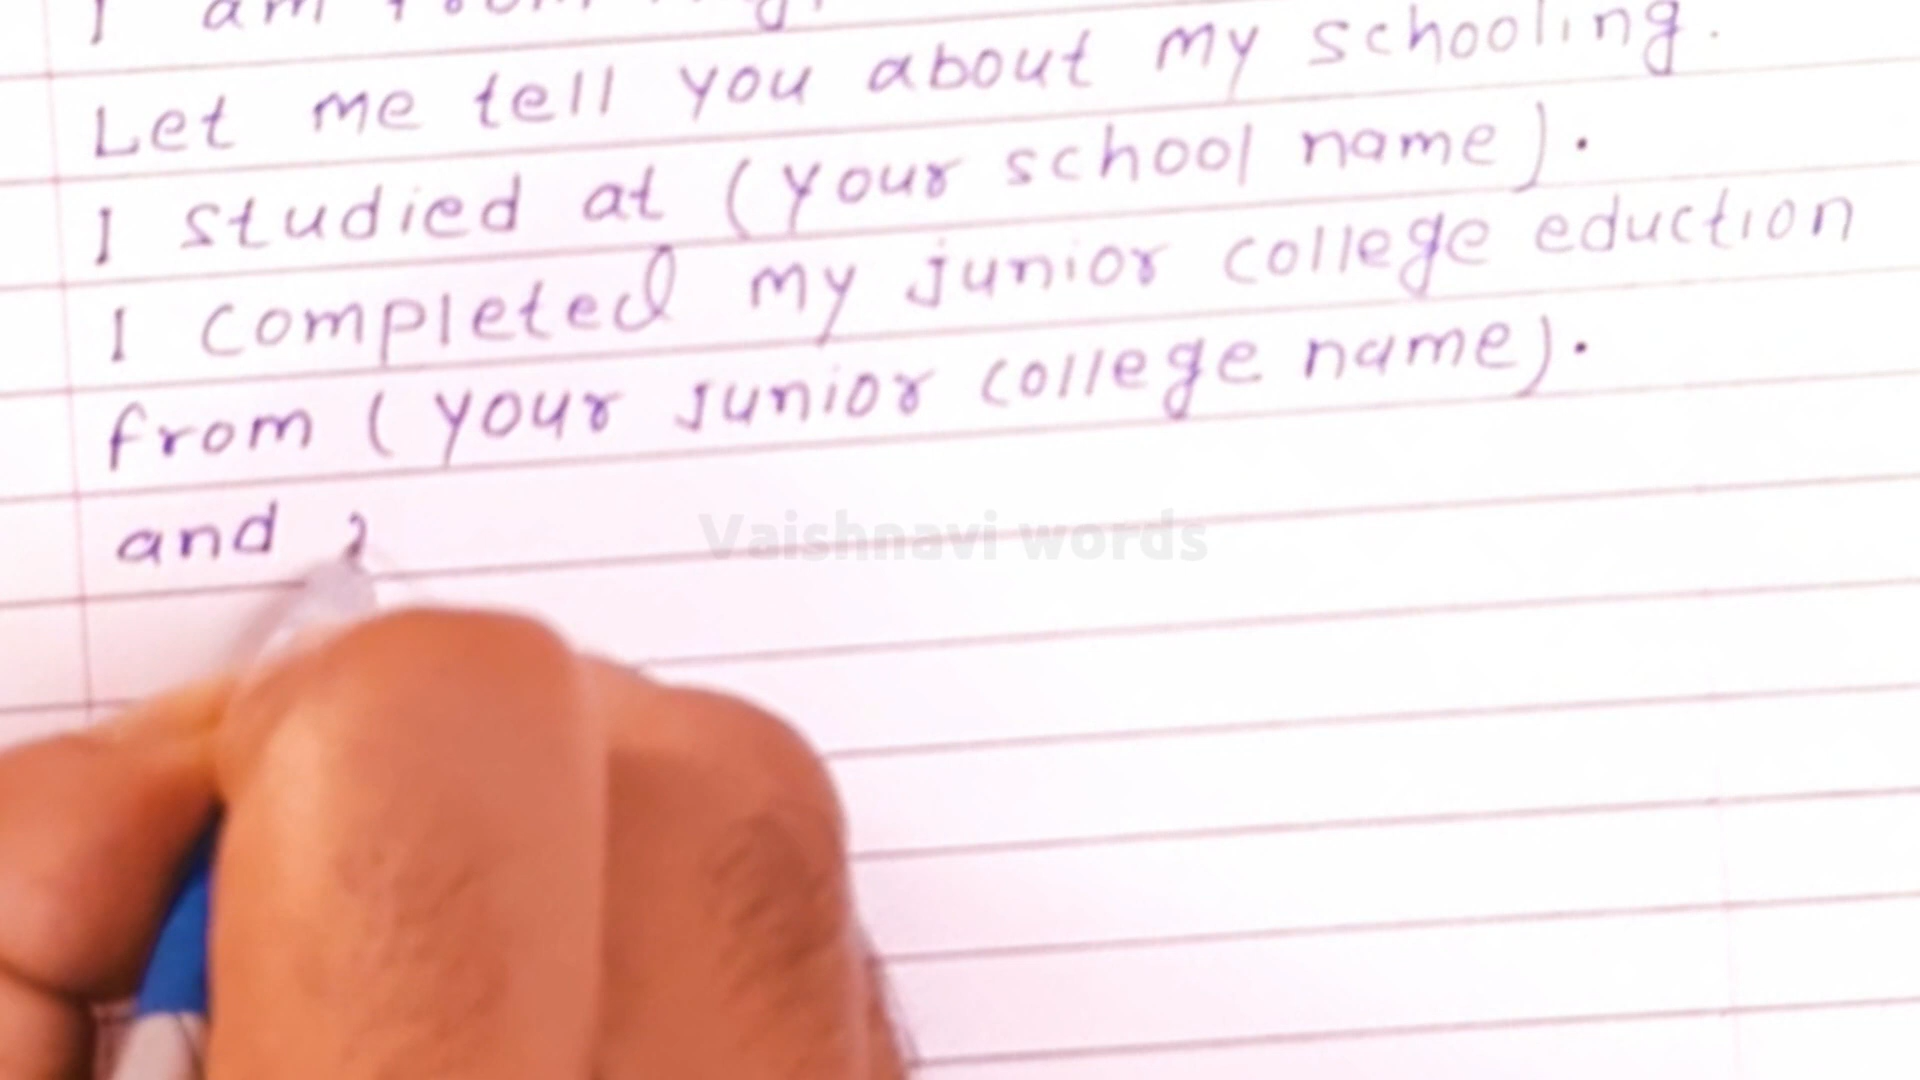 I am
Let me tell you about my schooling.
I studied at (your school name).
I completed my junior college eduction
from (your junior college name).
and
Vaishnavi words